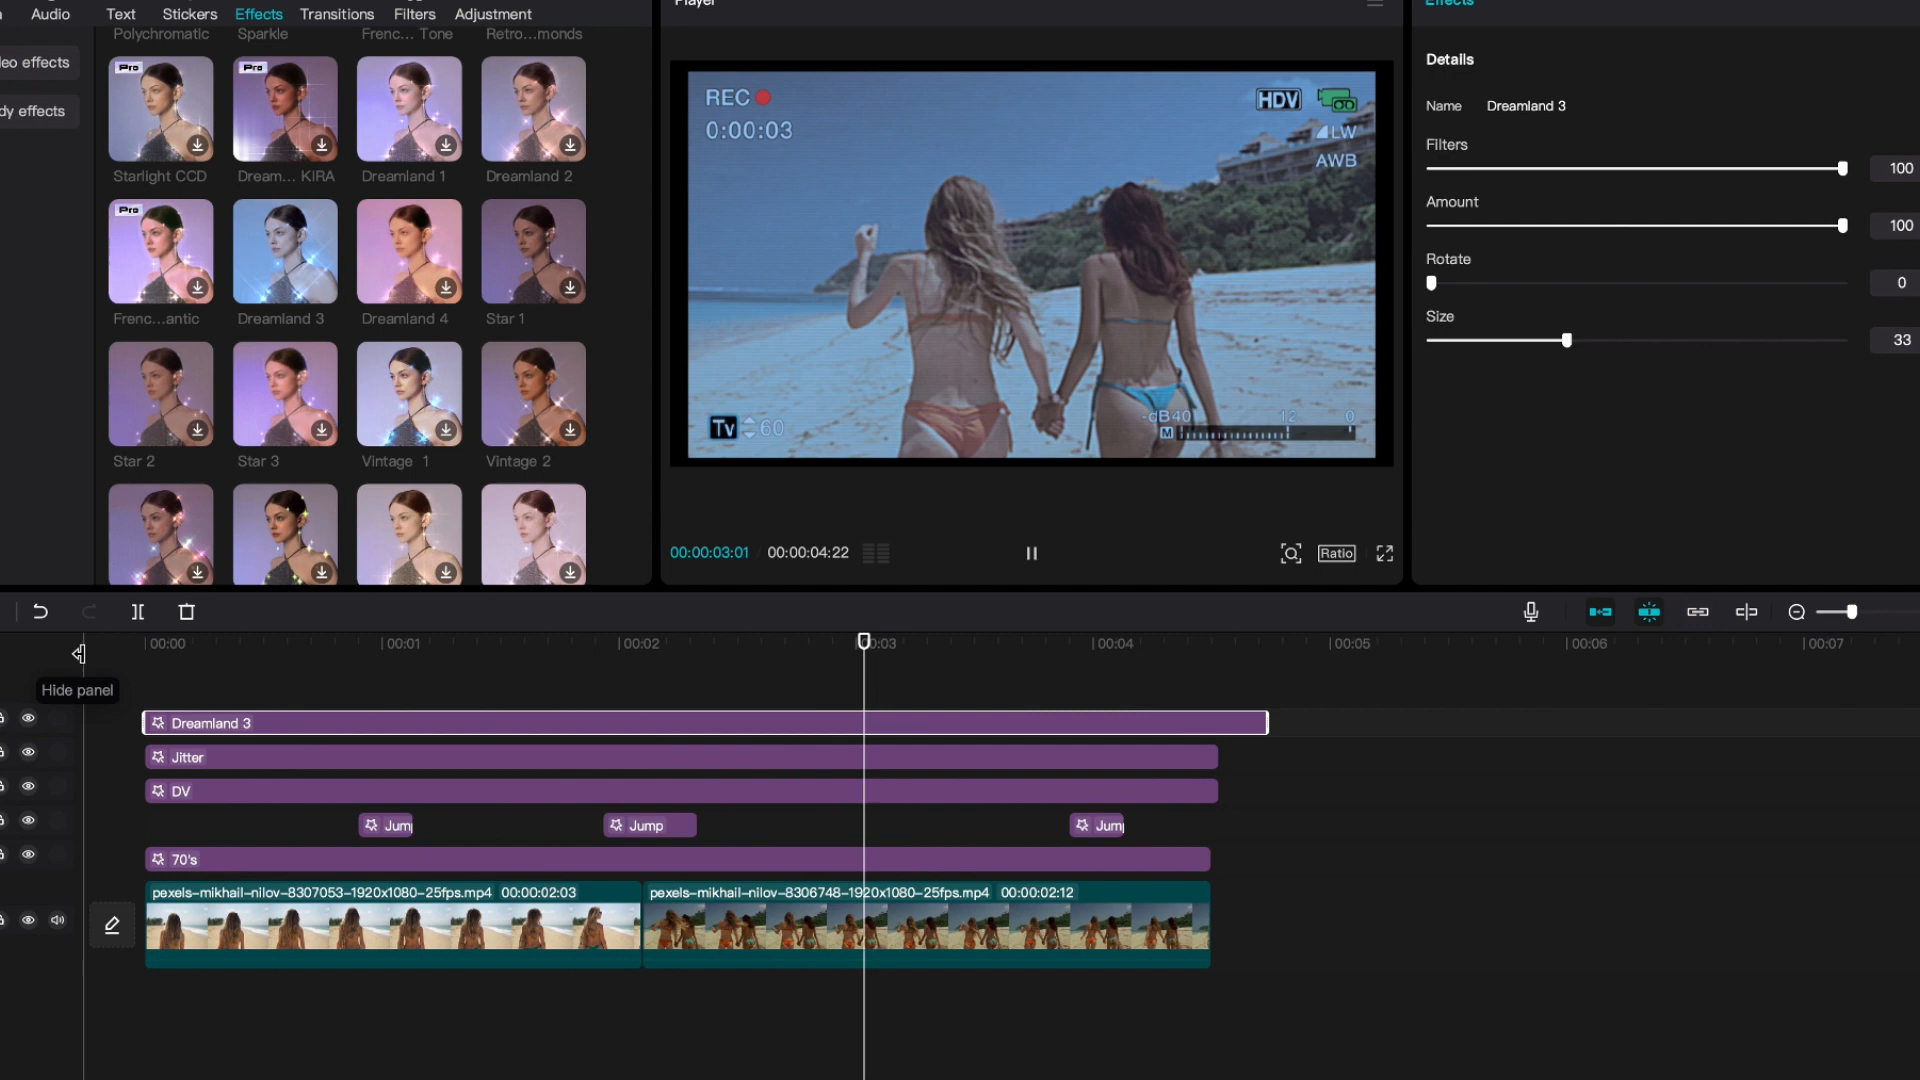 Player
Effects
Audio
Text
Stickers
Effects
Transitions
Filters
Adjustment
Polychromatic
Sparkle
Frenc... Tone
Retro...monds
eo effects
dy effects
Pro
Pro
Starlight CCD
Dream... KIRA
Dreamland 1
Dreamland 2
Pro
Frenc...antic
Dreamland 3
Dreamland 4
Star 1
Star 2
Star 3
Vintage 1
Vintage 2
REC
0:00:03
HDV
LW
AWB
Tv 60
-dB40 12 0
M
00:00:03:01
00:00:04:22
Ratio
Details
Name Dreamland 3
Filters
100
Amount
100
Rotate
0
Size
33
00:00
00:01
00:02
0:03
00:04
00:05
00:06
00:07
Hide panel
Dreamland 3
Jitter
DV
Jump
Jump
Jump
70's
pexels-mikhail-nilov-8307053-1920x1080-25fps.mp4 00:00:02:03
pexels-mikhail-nilov-8306748-1920x1080-25fps.mp4 00:00:02:12